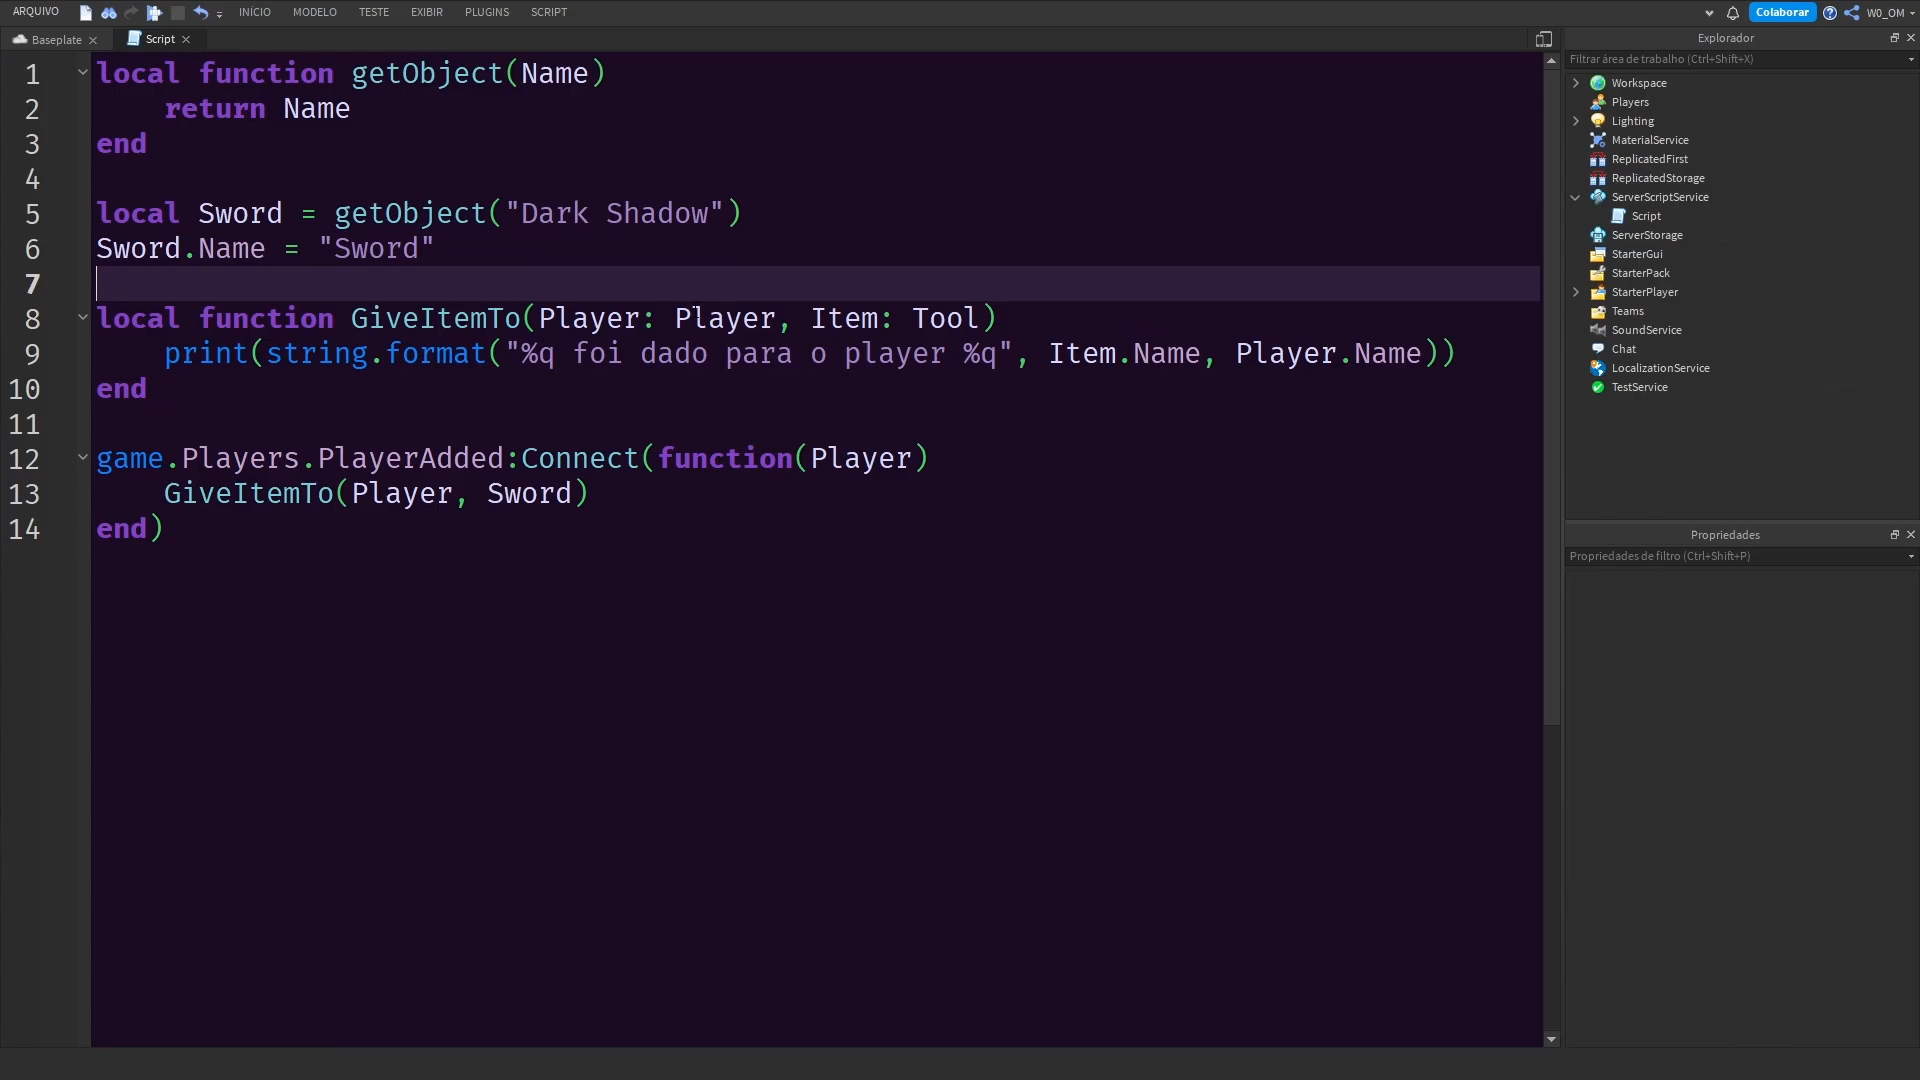 ARQUIVO INÍCIO MODELO TESTE EXIBIR PLUGINS SCRIPT Colaborar W0_OM
Baseplate Script
1 local function getObject(Name)
2 return Name
3 end
4
5 local Sword = getObject("Dark Shadow")
6 Sword.Name = "Sword"
7
8 local function GiveItemTo(Player: Player, Item: Tool)
9 print(string.format("%q foi dado para o player %q", Item.Name, Player.Name))
10 end
11
12 game.Players.PlayerAdded:Connect(function(Player)
13 GiveItemTo(Player, Sword)
14 end)
Explorador
Filtrar área de trabalho (Ctrl+Shift+X)
Workspace
Players
Lighting
MaterialService
ReplicatedFirst
ReplicatedStorage
ServerScriptService
Script
ServerStorage
StarterGui
StarterPack
StarterPlayer
Teams
SoundService
Chat
LocalizationService
TestService
Propriedades
Propriedades de filtro (Ctrl+Shift+P)